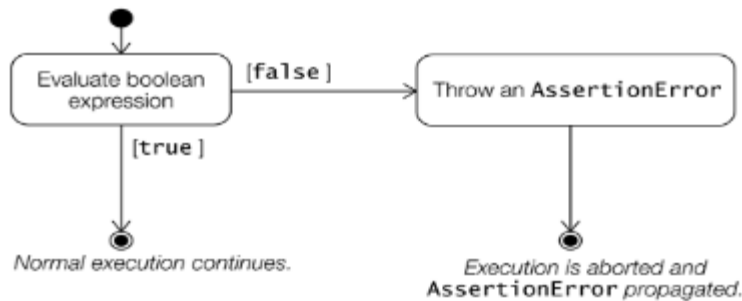 Evaluate boolean
expression
[false ]
Throw an AssertionError
[true ]
Normal execution continues.
Execution is aborted and
AssertionError propagated.